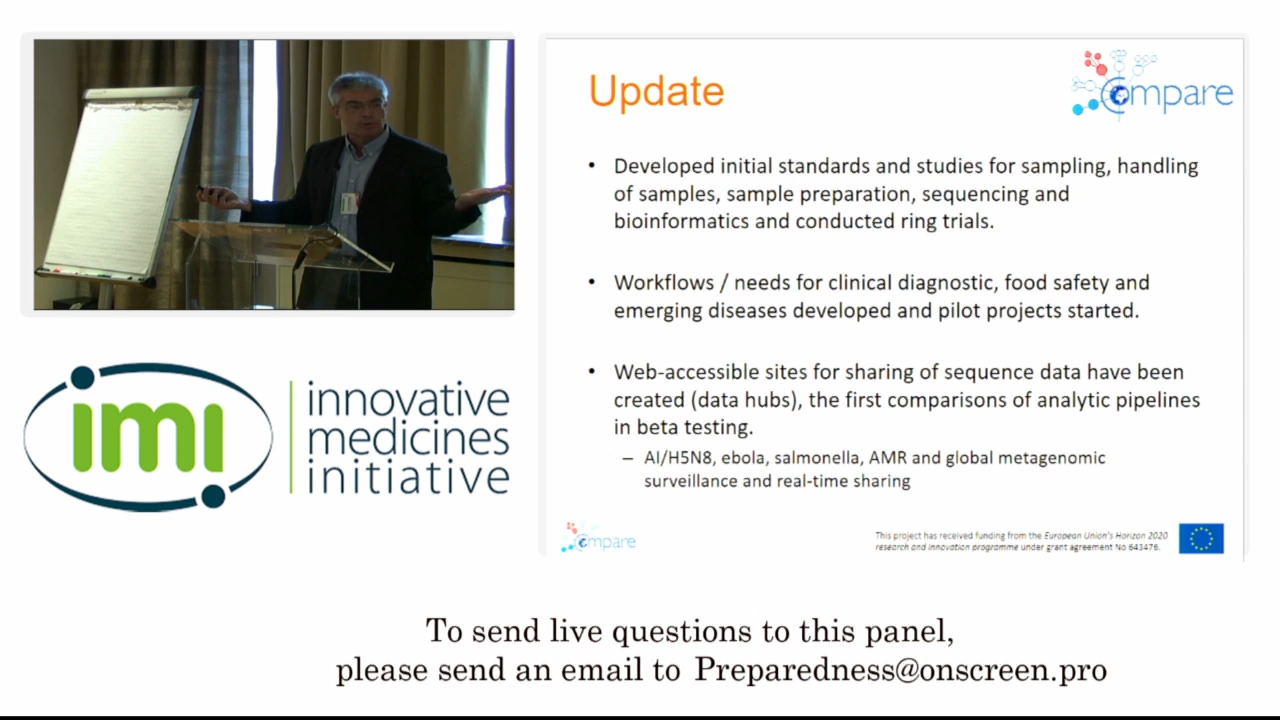 Update
Compare
• Developed initial standards and studies for sampling, handling
of samples, sample preparation, sequencing and
bioinformatics and conducted ring trials.
• Workflows / needs for clinical diagnostic, food safety and
emerging diseases developed and pilot projects started.
• Web-accessible sites for sharing of sequence data have been
created (data hubs), the first comparisons of analytic pipelines
in beta testing.
– AI/H5N8, ebola, salmonella, AMR and global metagenomic
surveillance and real-time sharing
Compare
This project has received funding from the European Union's Horizon 2020
research and innovation programme under grant agreement No 643476.
imi
innovative
medicines
initiative
To send live questions to this panel,
please send an email to Preparedness@onscreen.pro